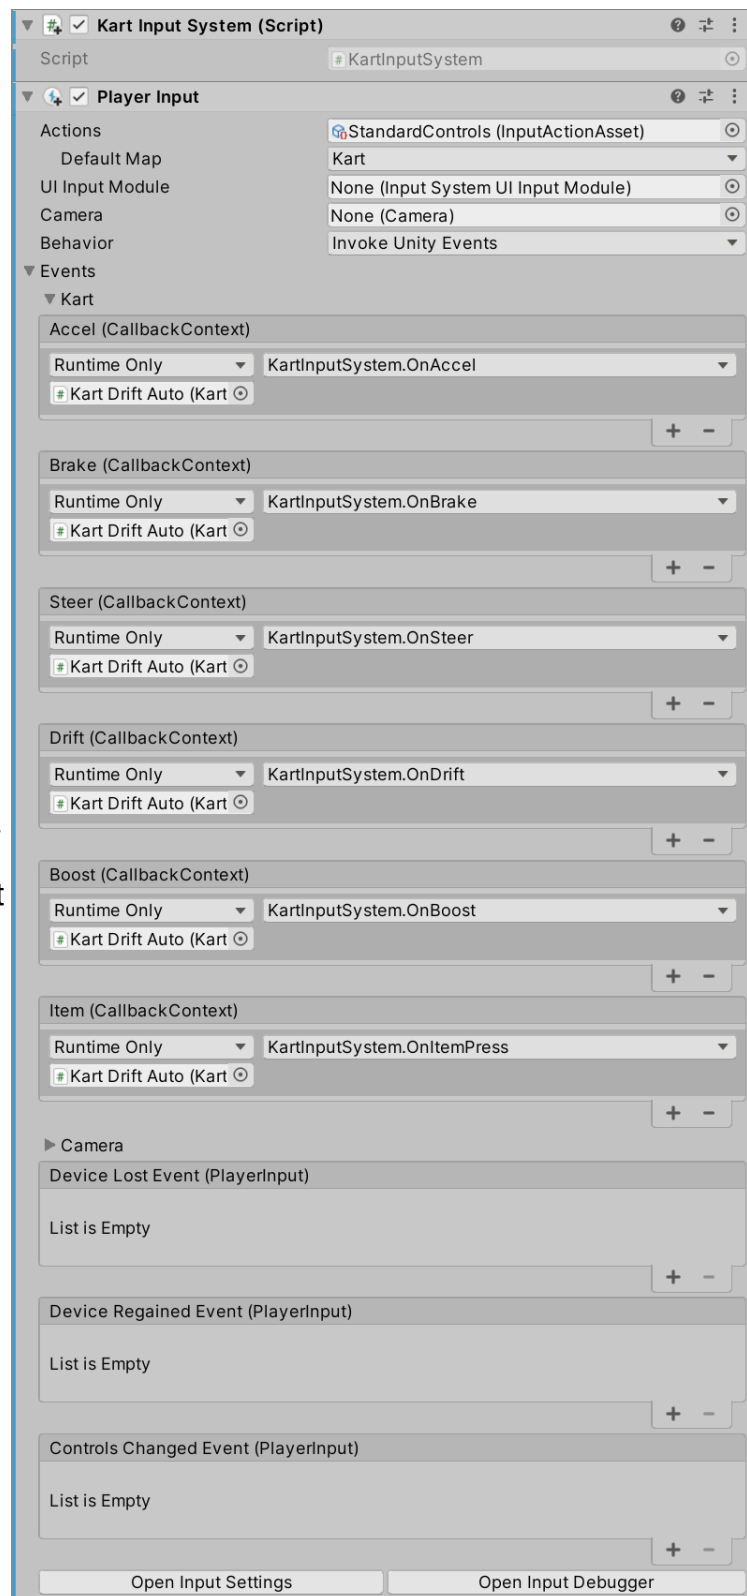 Kart Input System (Script)
Script # KartInputSystem
Player Input
Actions StandardControls (InputActionAsset)
Default Map Kart
UI Input Module None (Input System UI Input Module)
Camera None (Camera)
Behavior Invoke Unity Events
Events
Kart
Accel (CallbackContext)
Runtime Only KartInputSystem.OnAccel
# Kart Drift Auto (Kart
+ -
Brake (CallbackContext)
Runtime Only KartInputSystem.OnBrake
# Kart Drift Auto (Kart
+ -
Steer (CallbackContext)
Runtime Only KartInputSystem.OnSteer
# Kart Drift Auto (Kart
+ -
Drift (CallbackContext)
Runtime Only KartInputSystem.OnDrift
# Kart Drift Auto (Kart
+ -
t
Boost (CallbackContext)
Runtime Only KartInputSystem.OnBoost
# Kart Drift Auto (Kart
+ -
Item (CallbackContext)
Runtime Only KartInputSystem.OnItemPress
# Kart Drift Auto (Kart
+ -
Camera
Device Lost Event (PlayerInput)
List is Empty
+ -
Device Regained Event (PlayerInput)
List is Empty
+ -
Controls Changed Event (PlayerInput)
List is Empty
+ -
Open Input Settings Open Input Debugger